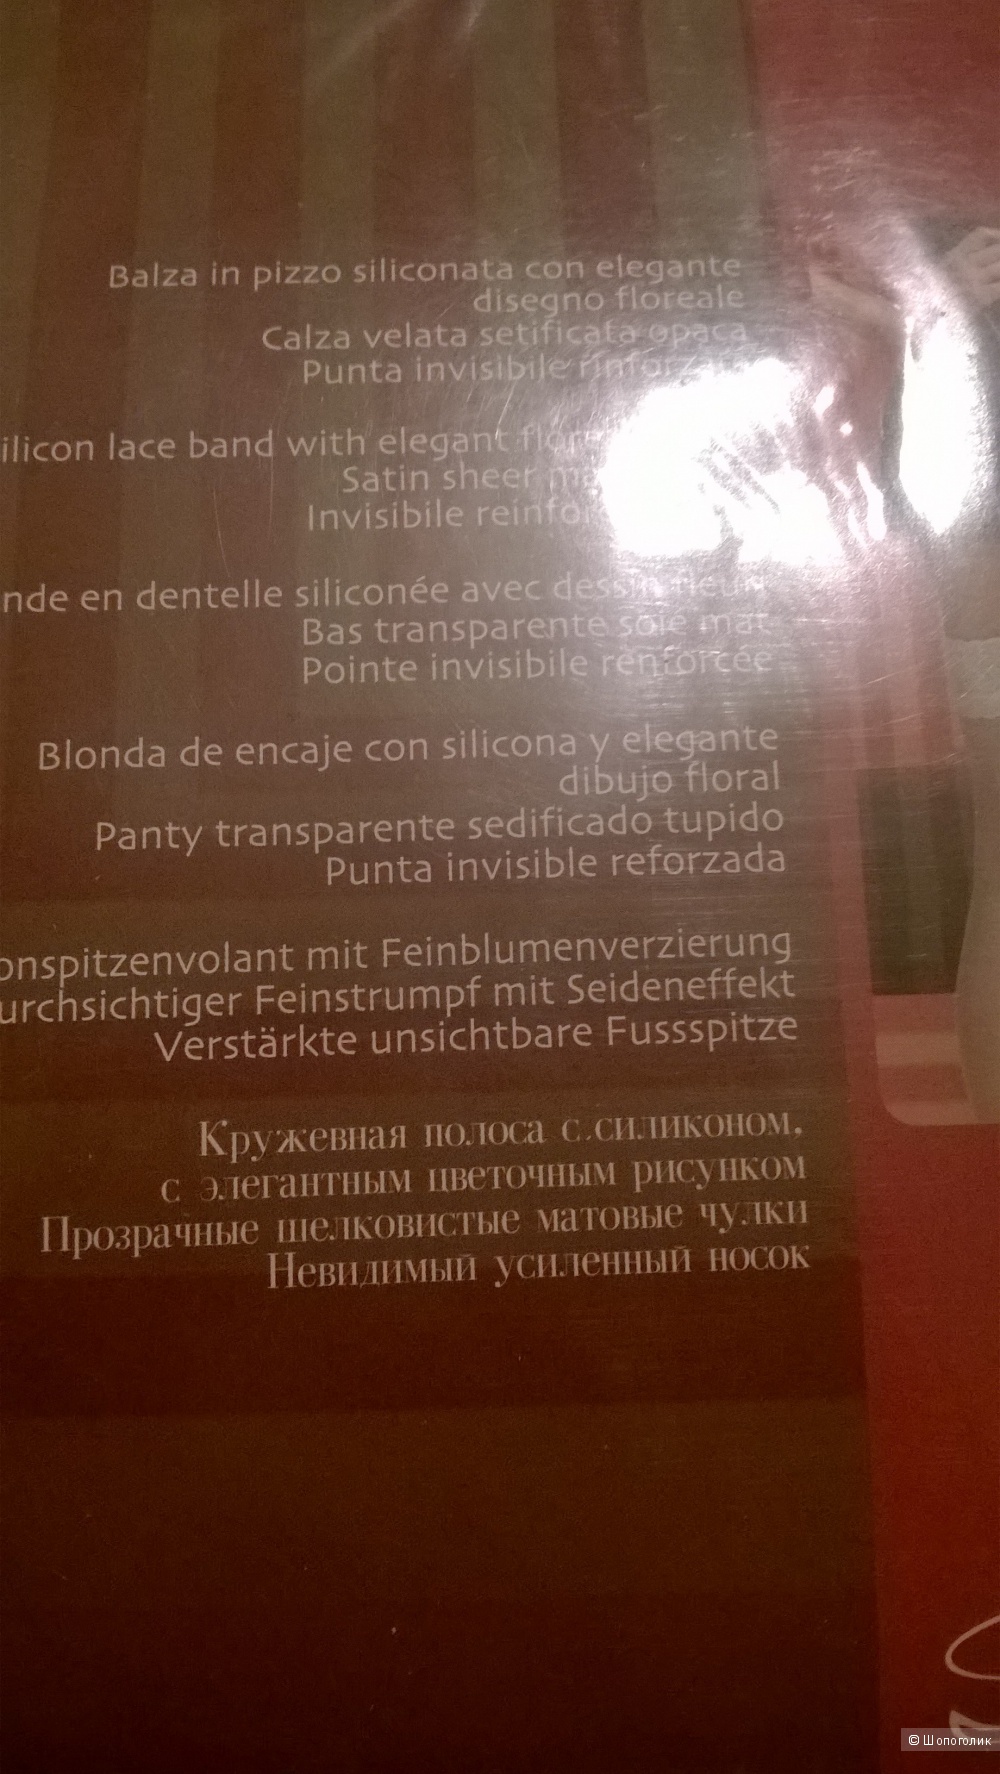 Balza in pizzo siliconata con elegante
disegno floreale
Calza velata setificata opaca
Punta invisibile rinforzata
ilicon lace band with elegant
Satin sheer
Invisibile
nde en dentelle siliconée avec dessin fleuri
Bas transparente soie mat
Pointe invisibile renforcée
Blonda de encaje con silicona y elegante
dibujo floral
Panty transparente sedificado tupido
Punta invisible reforzada
onspitzenvolant mit Feinblumenverzierung
urchsichtiger Feinstrumpf mit Seideneffekt
Verstärkte unsichtbare Fussspitze
Кружевная полоса с силиконом,
с элегантным цветочным рисунком
Прозрачные шелковистые матовые чулки
Невидимый усиленный носок
© Шопоголик